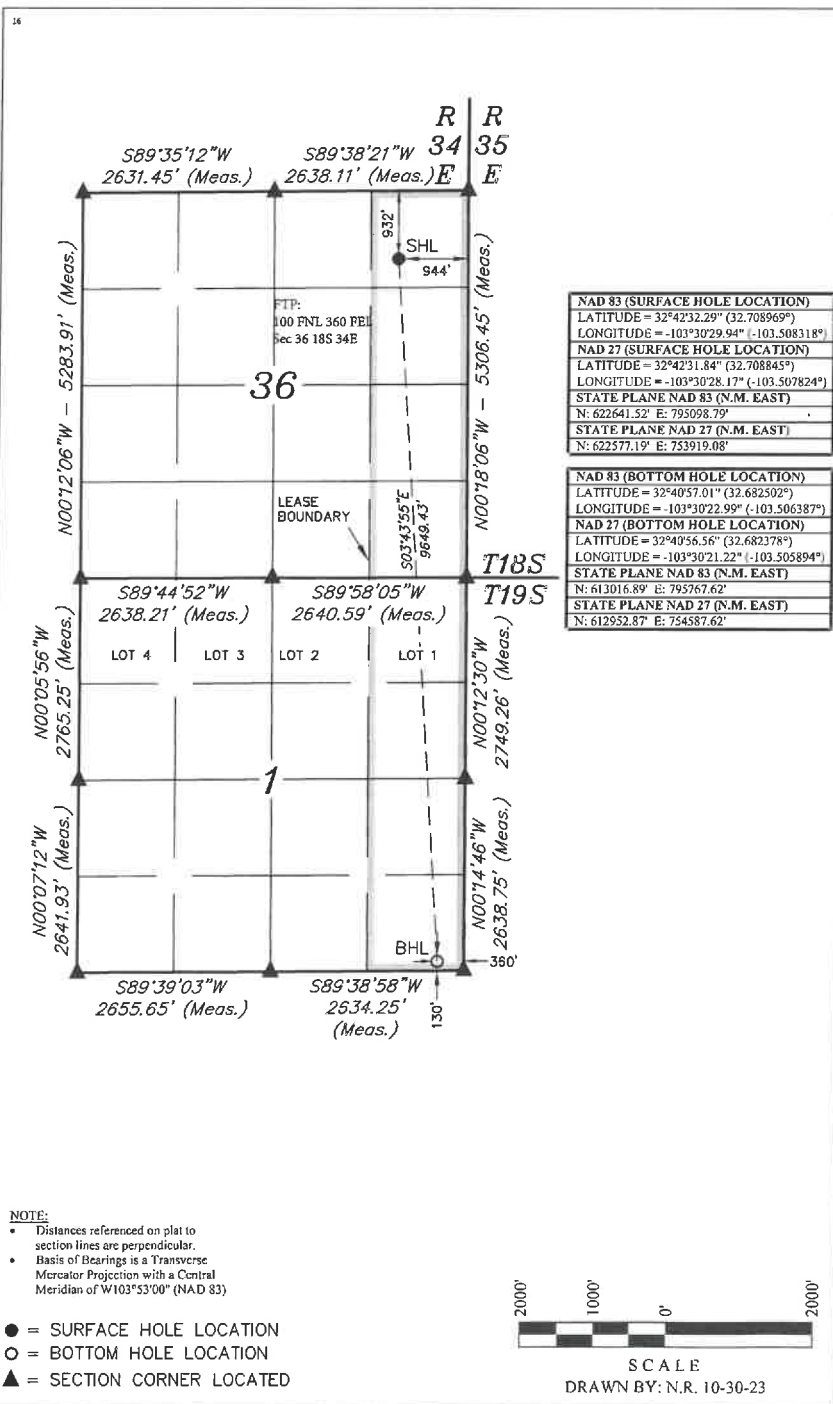 16
R R
34 35
E E
S89°35'12"W
2631.45' (Meas.)
S89°38'21"W
2638.11' (Meas.)
932'
SHL
944'
N00°12'06"W – 5283.91' (Meas.)
N00°18'06"W – 5306.45' (Meas.)
FTP:
100 FNL 360 FEL
Sec 36 18S 34E
36
LEASE
BOUNDARY
S03°43'55"E
9649.43'
T18S
T19S
S89°44'52"W
2638.21' (Meas.)
S89°58'05"W
2640.59' (Meas.)
LOT 4
LOT 3
LOT 2
LOT 1
N00°05'56"W
2765.25' (Meas.)
N00°12'30"W
2749.26' (Meas.)
1
N00°07'12"W
2641.93' (Meas.)
N00°14'46"W
2638.75' (Meas.)
BHL
360'
130'
S89°39'03"W
2655.65' (Meas.)
S89°38'58"W
2634.25'
(Meas.)
NAD 83 (SURFACE HOLE LOCATION)
LATITUDE = 32°42'32.29" (32.708969°)
LONGITUDE = -103°30'29.94" (-103.508318°)
NAD 27 (SURFACE HOLE LOCATION)
LATITUDE = 32°42'31.84" (32.708845°)
LONGITUDE = -103°30'28.17" (-103.507824°)
STATE PLANE NAD 83 (N.M. EAST)
N: 622641.52' E: 795098.79'
STATE PLANE NAD 27 (N.M. EAST)
N: 622577.19' E: 753919.08'
NAD 83 (BOTTOM HOLE LOCATION)
LATITUDE = 32°40'57.01" (32.682502°)
LONGITUDE = -103°30'22.99" (-103.506387°)
NAD 27 (BOTTOM HOLE LOCATION)
LATITUDE = 32°40'56.56" (32.682378°)
LONGITUDE = -103°30'21.22" (-103.505894°)
STATE PLANE NAD 83 (N.M. EAST)
N: 613016.89' E: 795767.62'
STATE PLANE NAD 27 (N.M. EAST)
N: 612952.87' E: 754587.62'
NOTE:
• Distances referenced on plat to
section lines are perpendicular.
• Basis of Bearings is a Transverse
Mercator Projection with a Central
Meridian of W103°53'00" (NAD 83)
= SURFACE HOLE LOCATION
= BOTTOM HOLE LOCATION
= SECTION CORNER LOCATED
2000' 1000' 0' 2000'
SCALE
DRAWN BY: N.R. 10-30-23